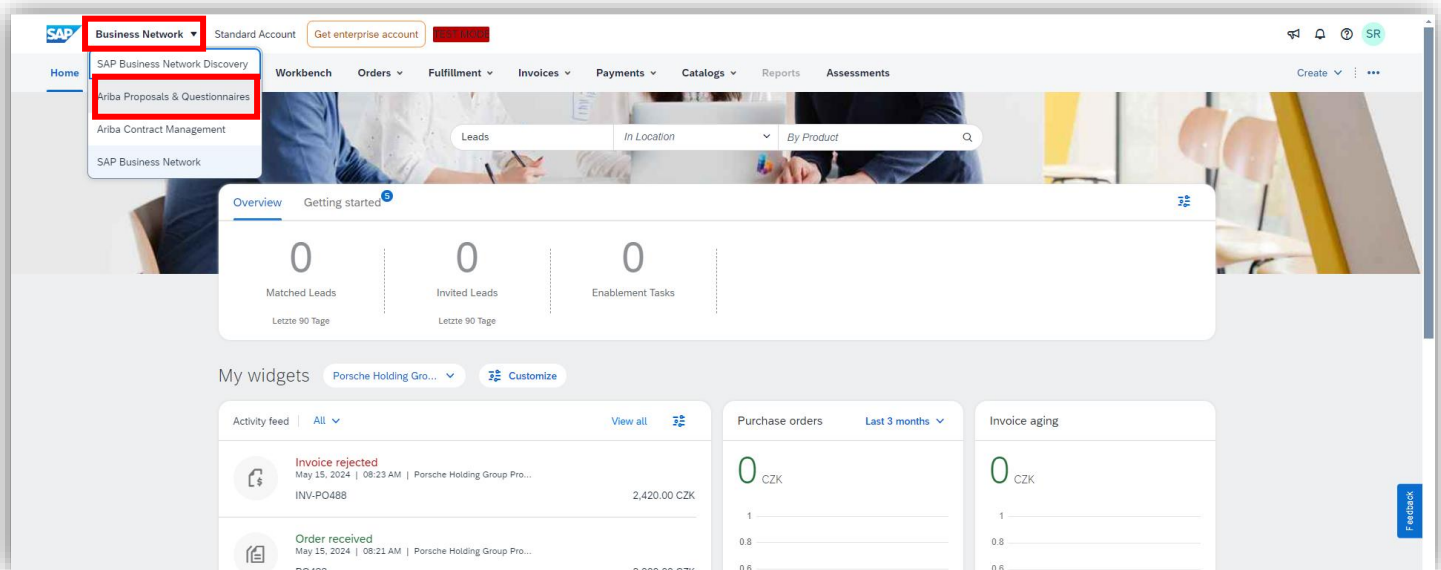 SAP Business Network Standard Account Get enterprise account TEST MODE SR
Home Workbench Orders Fulfillment Invoices Payments Catalogs Reports Assessments Create
SAP Business Network Discovery
Ariba Proposals & Questionnaires
Ariba Contract Management
SAP Business Network
Leads In Location By Product
Overview Getting started 5
0 0 0
Matched Leads Invited Leads Enablement Tasks
Letzte 90 Tage Letzte 90 Tage
My widgets Porsche Holding Gro... Customize
Activity feed All View all Purchase orders Last 3 months Invoice aging
Invoice rejected
May 15, 2024 | 08:23 AM | Porsche Holding Group Pro...
INV-PO488 2,420.00 CZK
0 CZK 0 CZK
1 1
Order received
May 15, 2024 | 08:21 AM | Porsche Holding Group Pro...
0.8 0.8
0.6 0.6
Feedback